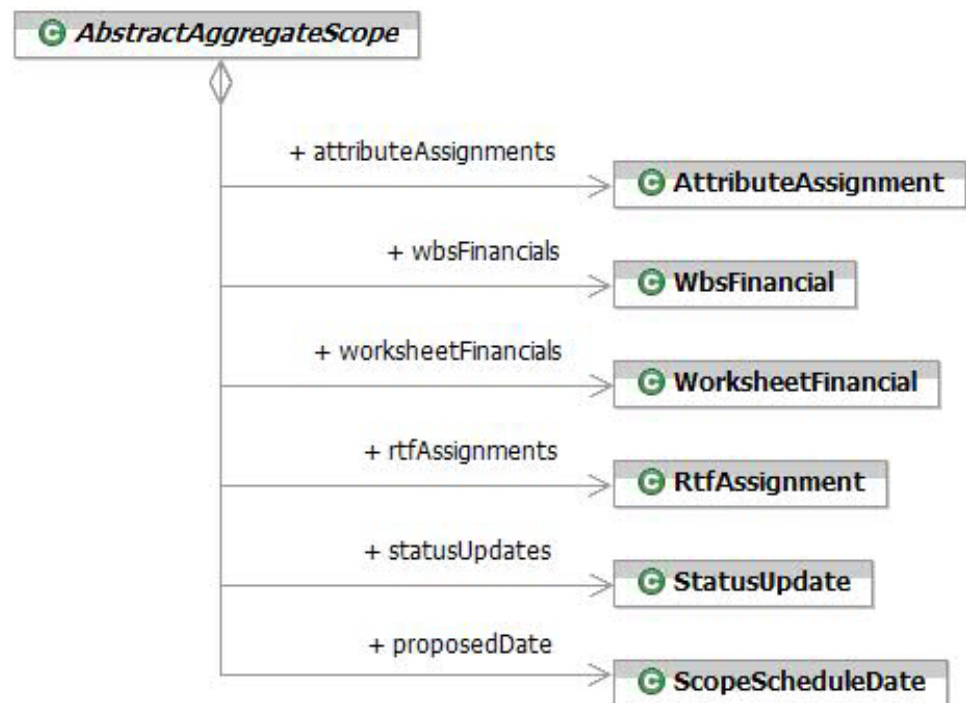 AbstractAggregateScope
+ attributeAssignments
AttributeAssignment
+ wbsFinancials
WbsFinancial
+ worksheetFinancials
WorksheetFinancial
+ rtfAssignments
RtfAssignment
+ statusUpdates
StatusUpdate
+ proposedDate
ScopeScheduleDate